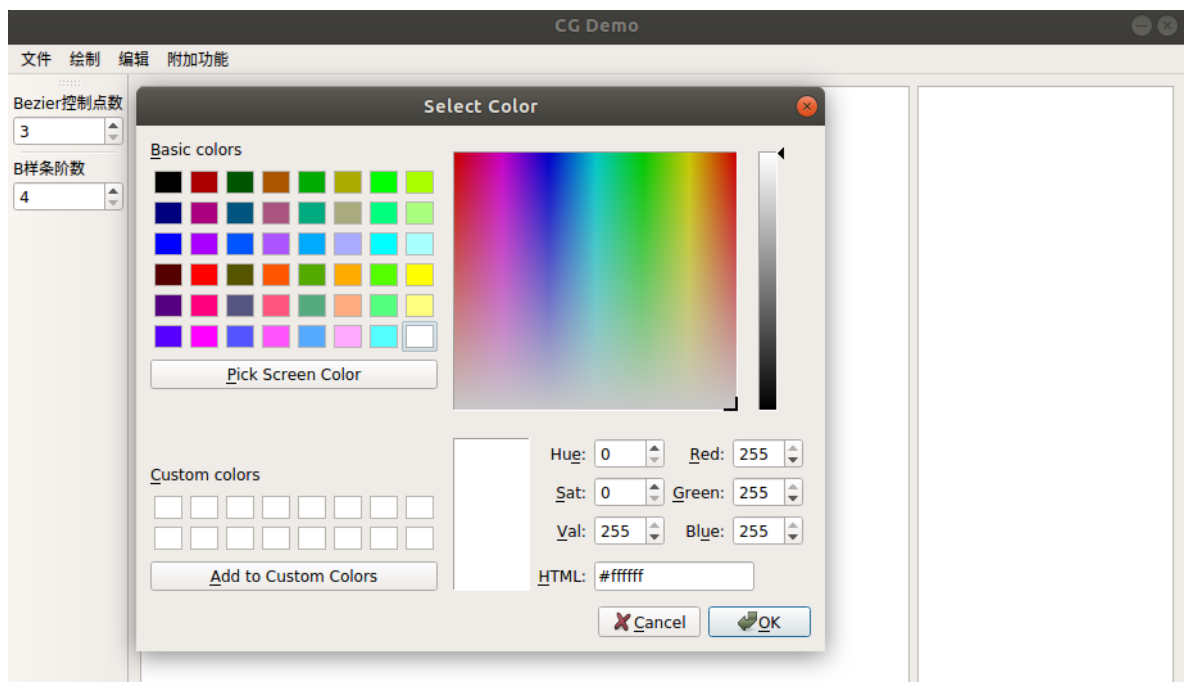 CG Demo
文件 绘制 编辑 附加功能
Bezier控制点数
3
B样条阶数
4
Select Color
Basic colors
Pick Screen Color
Custom colors
Add to Custom Colors
Hue: 0 Red: 255
Sat: 0 Green: 255
Val: 255 Blue: 255
HTML: #ffffff
Cancel OK